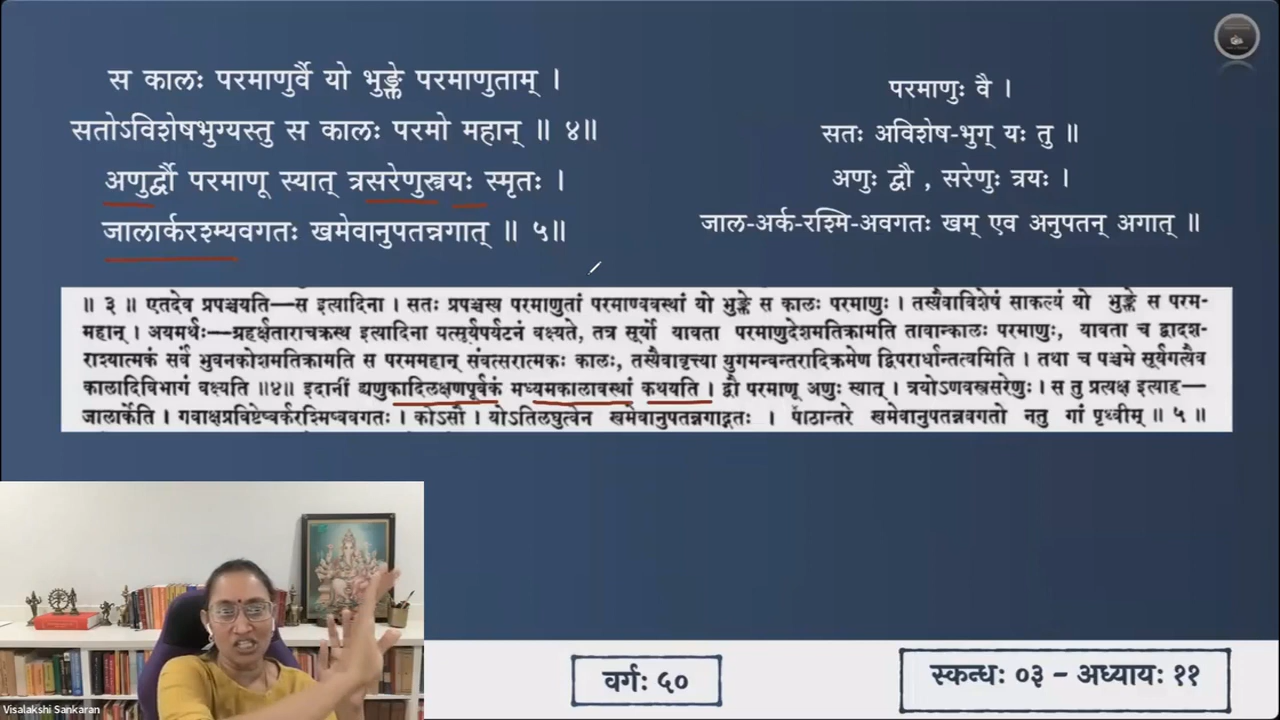 स कालः परमाणुर्वै यो भुङ्क्ते परमाणुताम् ।
सतोऽविशेषभुग्यस्तु स कालः परमो महान् ॥ ४॥
अणुर्द्वौ परमाणू स्यात् त्रसरेणुस्त्रयः स्मृतः ।
जालार्करश्म्यवगतः खमेवानुपतन्नगात् ॥ ५॥
परमाणुः वै ।
सतः अविशेष-भुग् यः तु ॥
अणुः द्वौ , सरेणुः त्रयः ।
जाल-अर्क-रश्मि-अवगतः खम् एव अनुपतन् अगात् ॥
॥ ३ ॥ एतदेव प्रपञ्चयति—स इत्यादिना । सतः प्रपञ्चस्य परमाणुतां परमाण्ववस्थां यो भुङ्क्ते स कालः परमाणुः । तस्यैवाविशेषं साकल्यं यो भुङ्क्ते स परम-
महान् । अयमर्थः—ग्रहर्क्षताराचक्रस्थ इत्यादिना यत्सूर्यपर्यटनं वक्ष्यते, तत्र सूर्यो यावता परमाणुदेशमतिक्रामति तावान्कालः परमाणुः, यावता च द्वादश-
राश्यात्मकं सर्वं भुवनकोशमतिक्रामति स परममहान् संवत्सरात्मकः कालः, तस्यैवावृत्त्या युगमन्वन्तरादिक्रमेण द्विपरार्धान्तत्वमिति । तथा च पञ्चमे सूर्यगत्यैव
कालादिविभागं वक्ष्यति ॥४॥ इदानीं द्व्यणुकादिलक्षणपूर्वकं मध्यमकालावस्थां कथयति । द्वौ परमाणू अणुः स्यात् । त्रयोऽणवस्त्रसरेणुः । स तु प्रत्यक्ष इत्याह—
जालार्केति । गवाक्षप्रविष्टेष्वर्करश्मिष्ववगतः । कोऽसौ । योऽतिलघुत्वेन खमेवानुपतन्नगाद्गतः । पाठान्तरे खमेवानुपतन्नवगतो नतु गां पृथ्वीम् ॥ ५ ॥
Visalakshi Sankaran
वर्गः ५०
स्कन्धः ०३ – अध्यायः ११